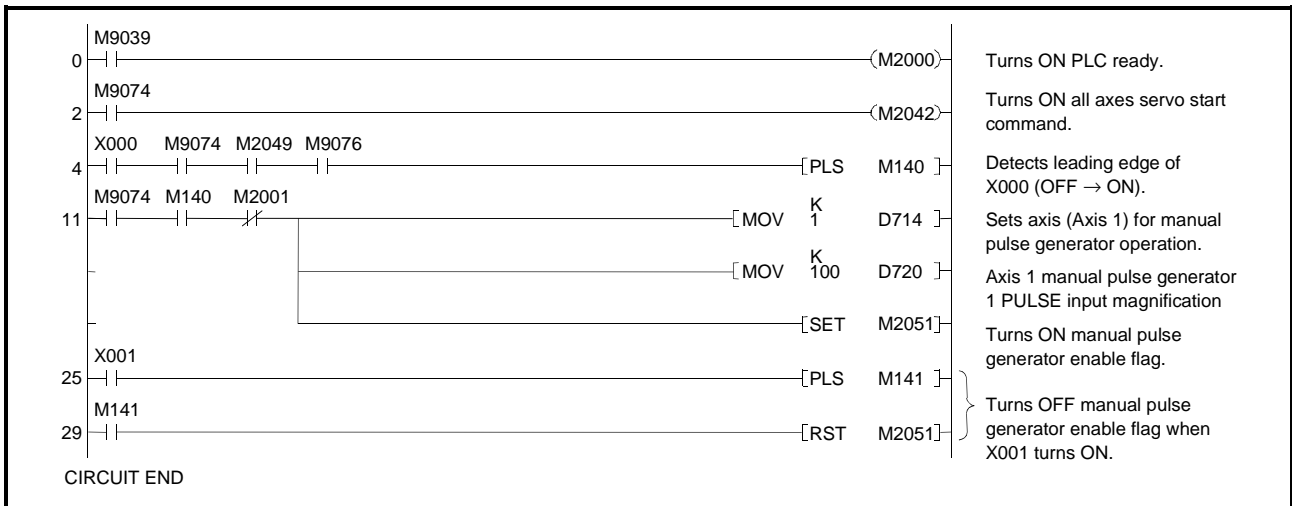 M9039
0 (M2000) Turns ON PLC ready.
M9074
2 (M2042) Turns ON all axes servo start
command.
X000 M9074 M2049 M9076
4 [PLS M140 ] Detects leading edge of
X000 (OFF → ON).
M9074 M140 M2001
11 [MOV K 1 D714 ] Sets axis (Axis 1) for manual
pulse generator operation.
[MOV K 100 D720 ] Axis 1 manual pulse generator
1 PULSE input magnification
[SET M2051] Turns ON manual pulse
generator enable flag.
X001
25 [PLS M141 ]
M141
29 [RST M2051] Turns OFF manual pulse
generator enable flag when
X001 turns ON.
CIRCUIT END